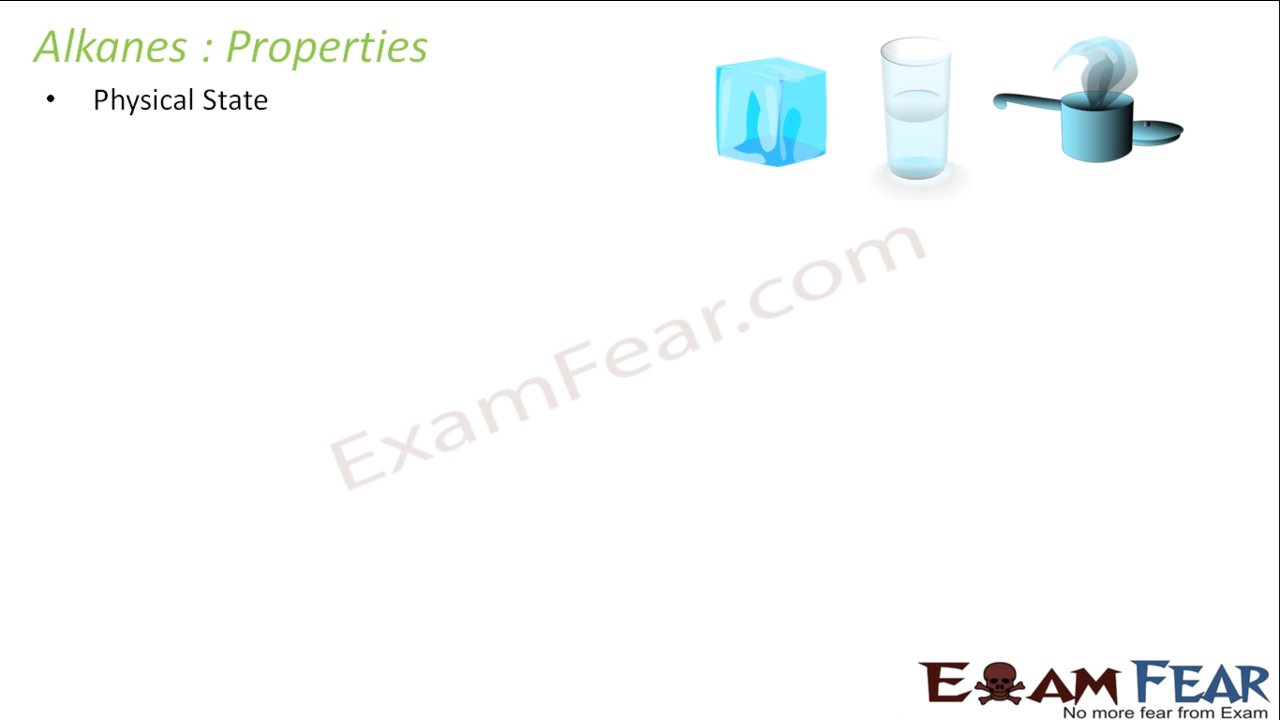 Alkanes : Properties
• Physical State
ExamFear.com
EXAM FEAR
No more fear from Exam